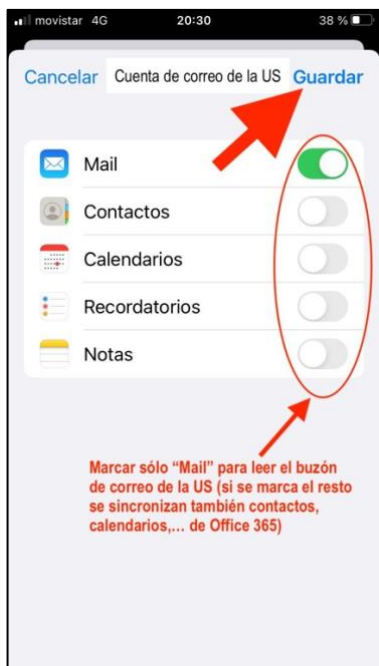 movistar 4G 20:30 38 %
Cancelar Cuenta de correo de la US Guardar
Mail
Contactos
Calendarios
Recordatorios
Notas
Marcar sólo “Mail” para leer el buzón
de correo de la US (si se marca el resto
se sincronizan también contactos,
calendarios,... de Office 365)